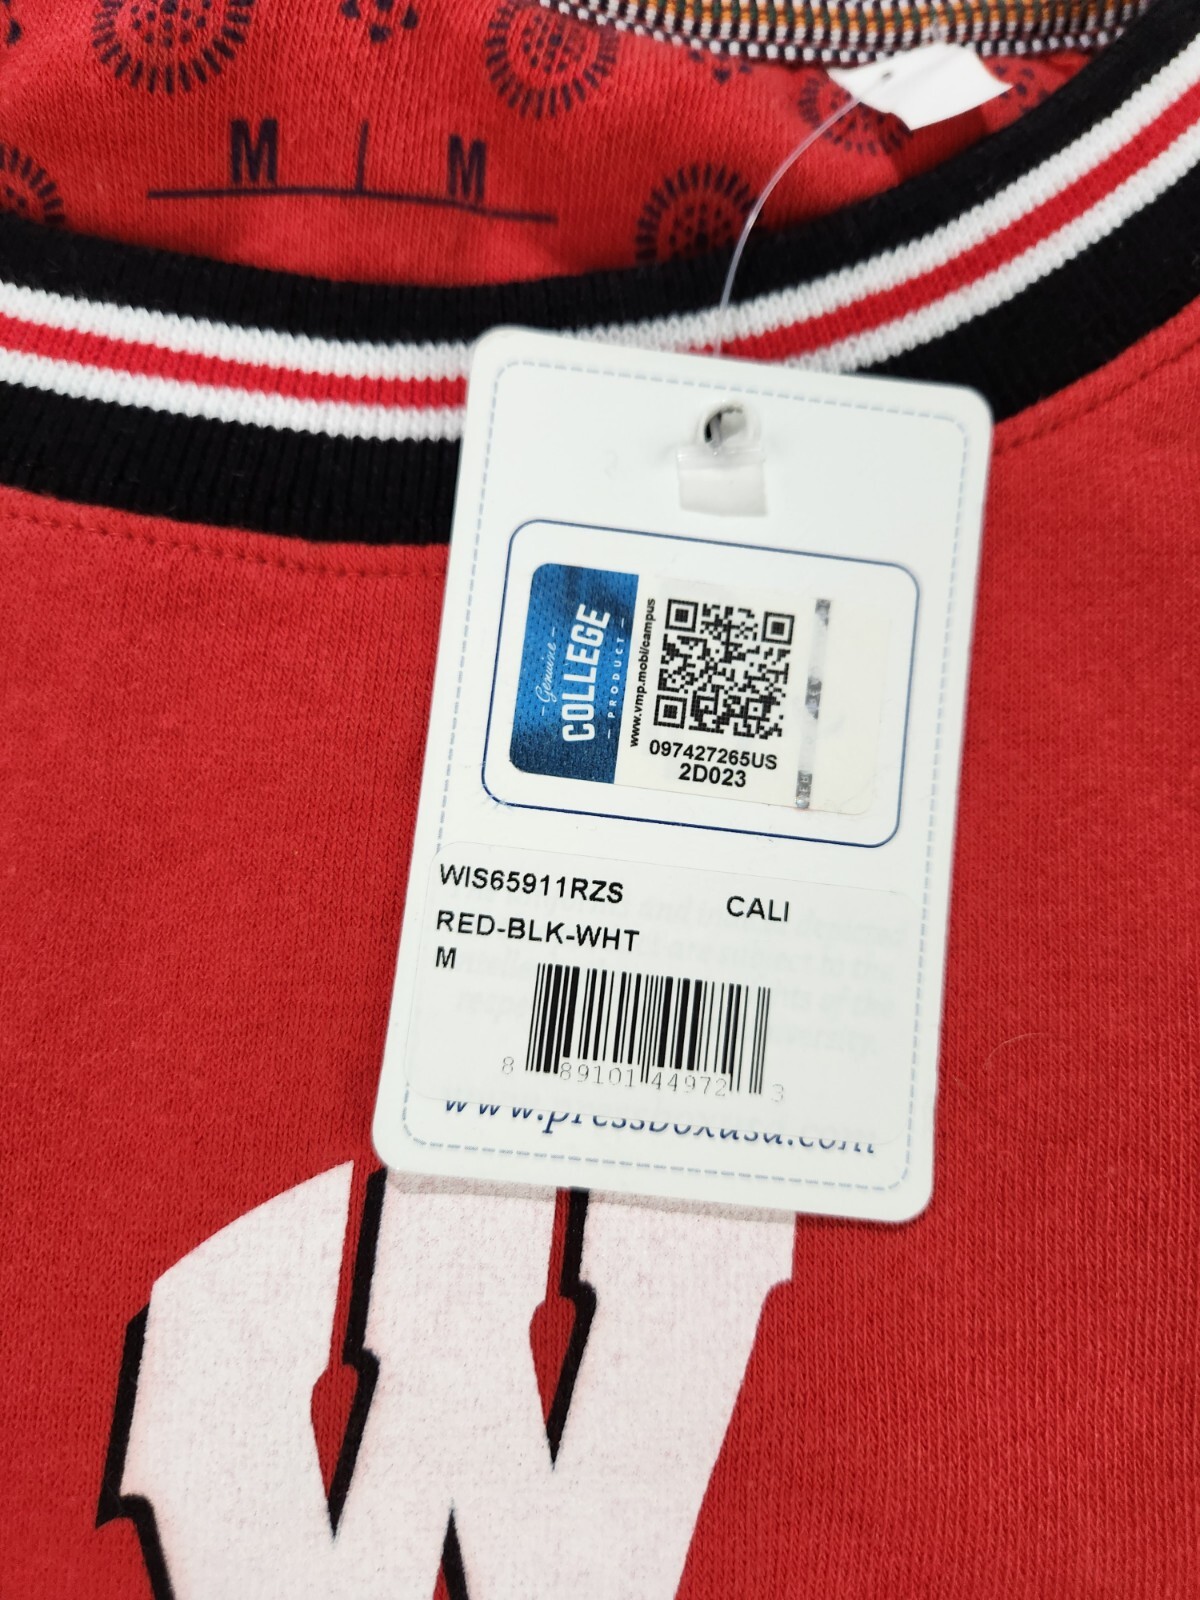 M | M
Genuine
COLLEGE
PRODUCT
www.vmp.mobi/campus
097427265US
2D023
WIS65911RZS CALI
RED-BLK-WHT
M
8 89101 44972 3
www.pressboxusa.com
W